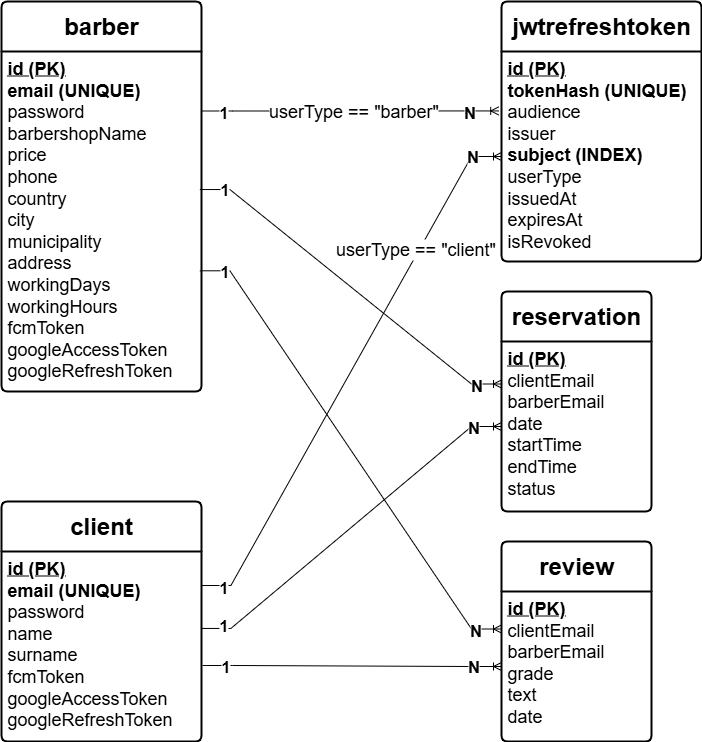 barber
id (PK)
email (UNIQUE)
password
barbershopName
price
phone
country
city
municipality
address
workingDays
workingHours
fcmToken
googleAccessToken
googleRefreshToken
1
userType == "barber"
N
1
1
jwtrefreshtoken
id (PK)
tokenHash (UNIQUE)
audience
issuer
subject (INDEX)
userType
issuedAt
expiresAt
isRevoked
N
userType == "client"
reservation
id (PK)
clientEmail
barberEmail
date
startTime
endTime
status
N
N
client
id (PK)
email (UNIQUE)
password
name
surname
fcmToken
googleAccessToken
googleRefreshToken
1
1
1
review
id (PK)
clientEmail
barberEmail
grade
text
date
N
N